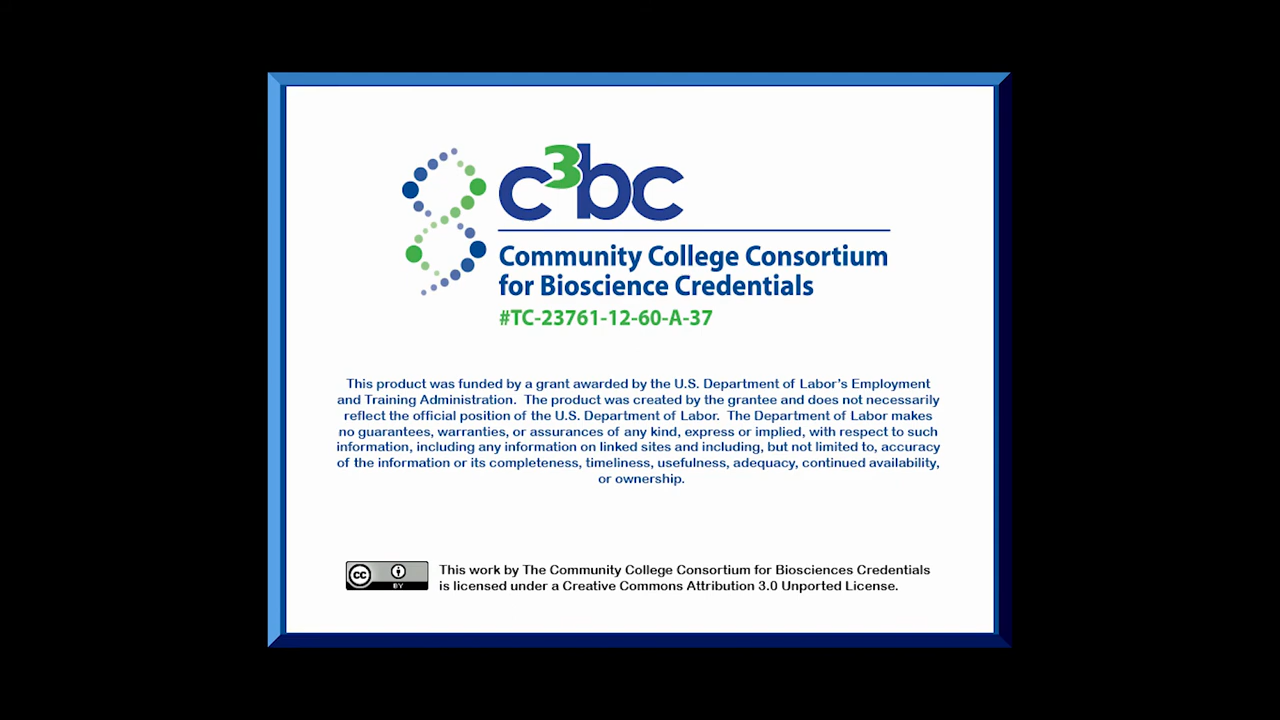 c3bc
Community College Consortium
for Bioscience Credentials
#TC-23761-12-60-A-37
This product was funded by a grant awarded by the U.S. Department of Labor’s Employment
and Training Administration.  The product was created by the grantee and does not necessarily
reflect the official position of the U.S. Department of Labor.  The Department of Labor makes
no guarantees, warranties, or assurances of any kind, express or implied, with respect to such
information, including any information on linked sites and including, but not limited to, accuracy
of the information or its completeness, timeliness, usefulness, adequacy, continued availability,
or ownership.
cc BY
This work by The Community College Consortium for Biosciences Credentials
is licensed under a Creative Commons Attribution 3.0 Unported License.